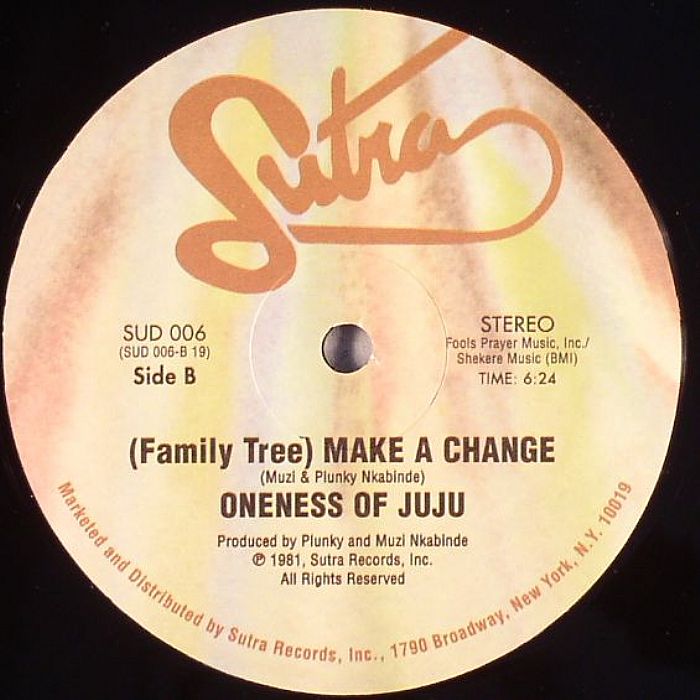 Sutra
SUD 006
(SUD 006-B 19)
Side B
STEREO
Fools Prayer Music, Inc./
Shekere Music (BMI)
TIME: 6:24
(Family Tree) MAKE A CHANGE
(Muzi & Plunky Nkabinde)
ONENESS OF JUJU
Produced by Plunky and Muzi Nkabinde
℗ 1981, Sutra Records, Inc.
All Rights Reserved
Marketed and Distributed by Sutra Records, Inc., 1790 Broadway, New York, N.Y. 10019